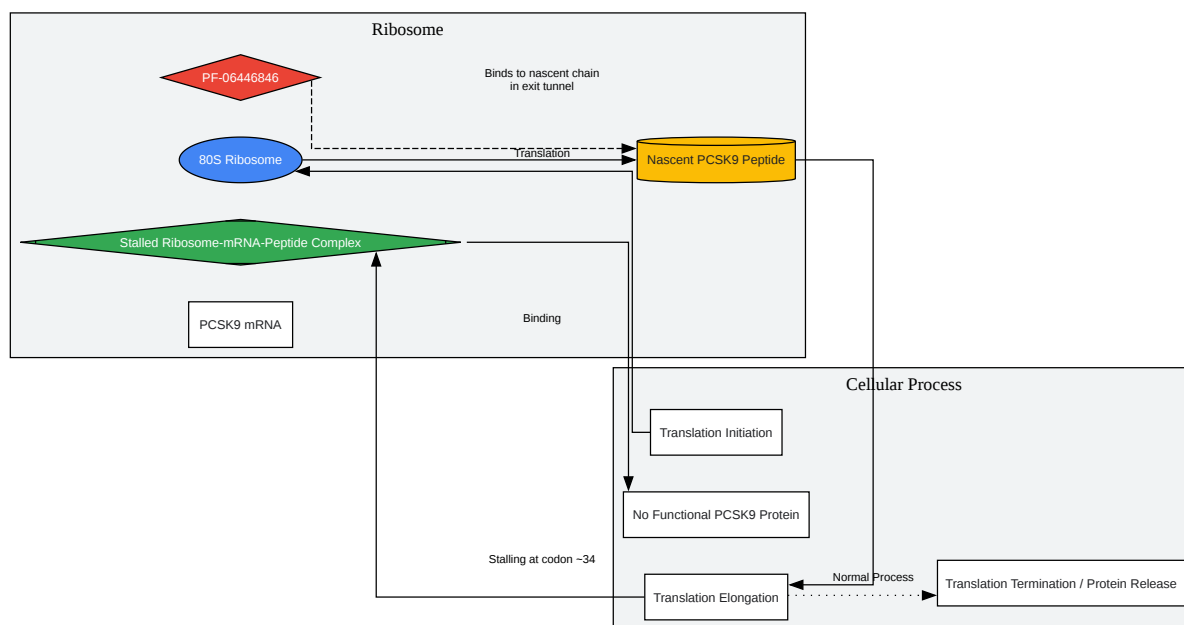 Ribosome
PF-06446846
Binds to nascent chain
in exit tunnel
80S Ribosome
Translation
Nascent PCSK9 Peptide
Stalled Ribosome-mRNA-Peptide Complex
PCSK9 mRNA
Binding
Cellular Process
Translation Initiation
No Functional PCSK9 Protein
Stalling at codon ~34
Translation Elongation
Normal Process
Translation Termination / Protein Release